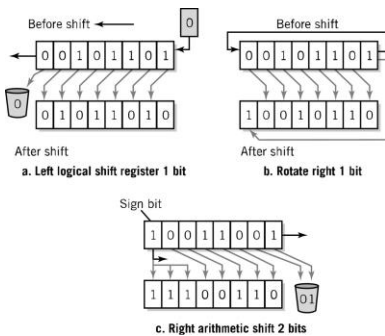 0
Before shift
0 0 1 0 1 1 0 1
0
0 1 0 1 1 0 1 0
After shift
a. Left logical shift register 1 bit
Before shift
0 0 1 0 1 1 0 1
1 0 0 1 0 1 1 0
After shift
b. Rotate right 1 bit
Sign bit
1 0 0 1 1 0 0 1
1 1 1 0 0 1 1 0
01
c. Right arithmetic shift 2 bits